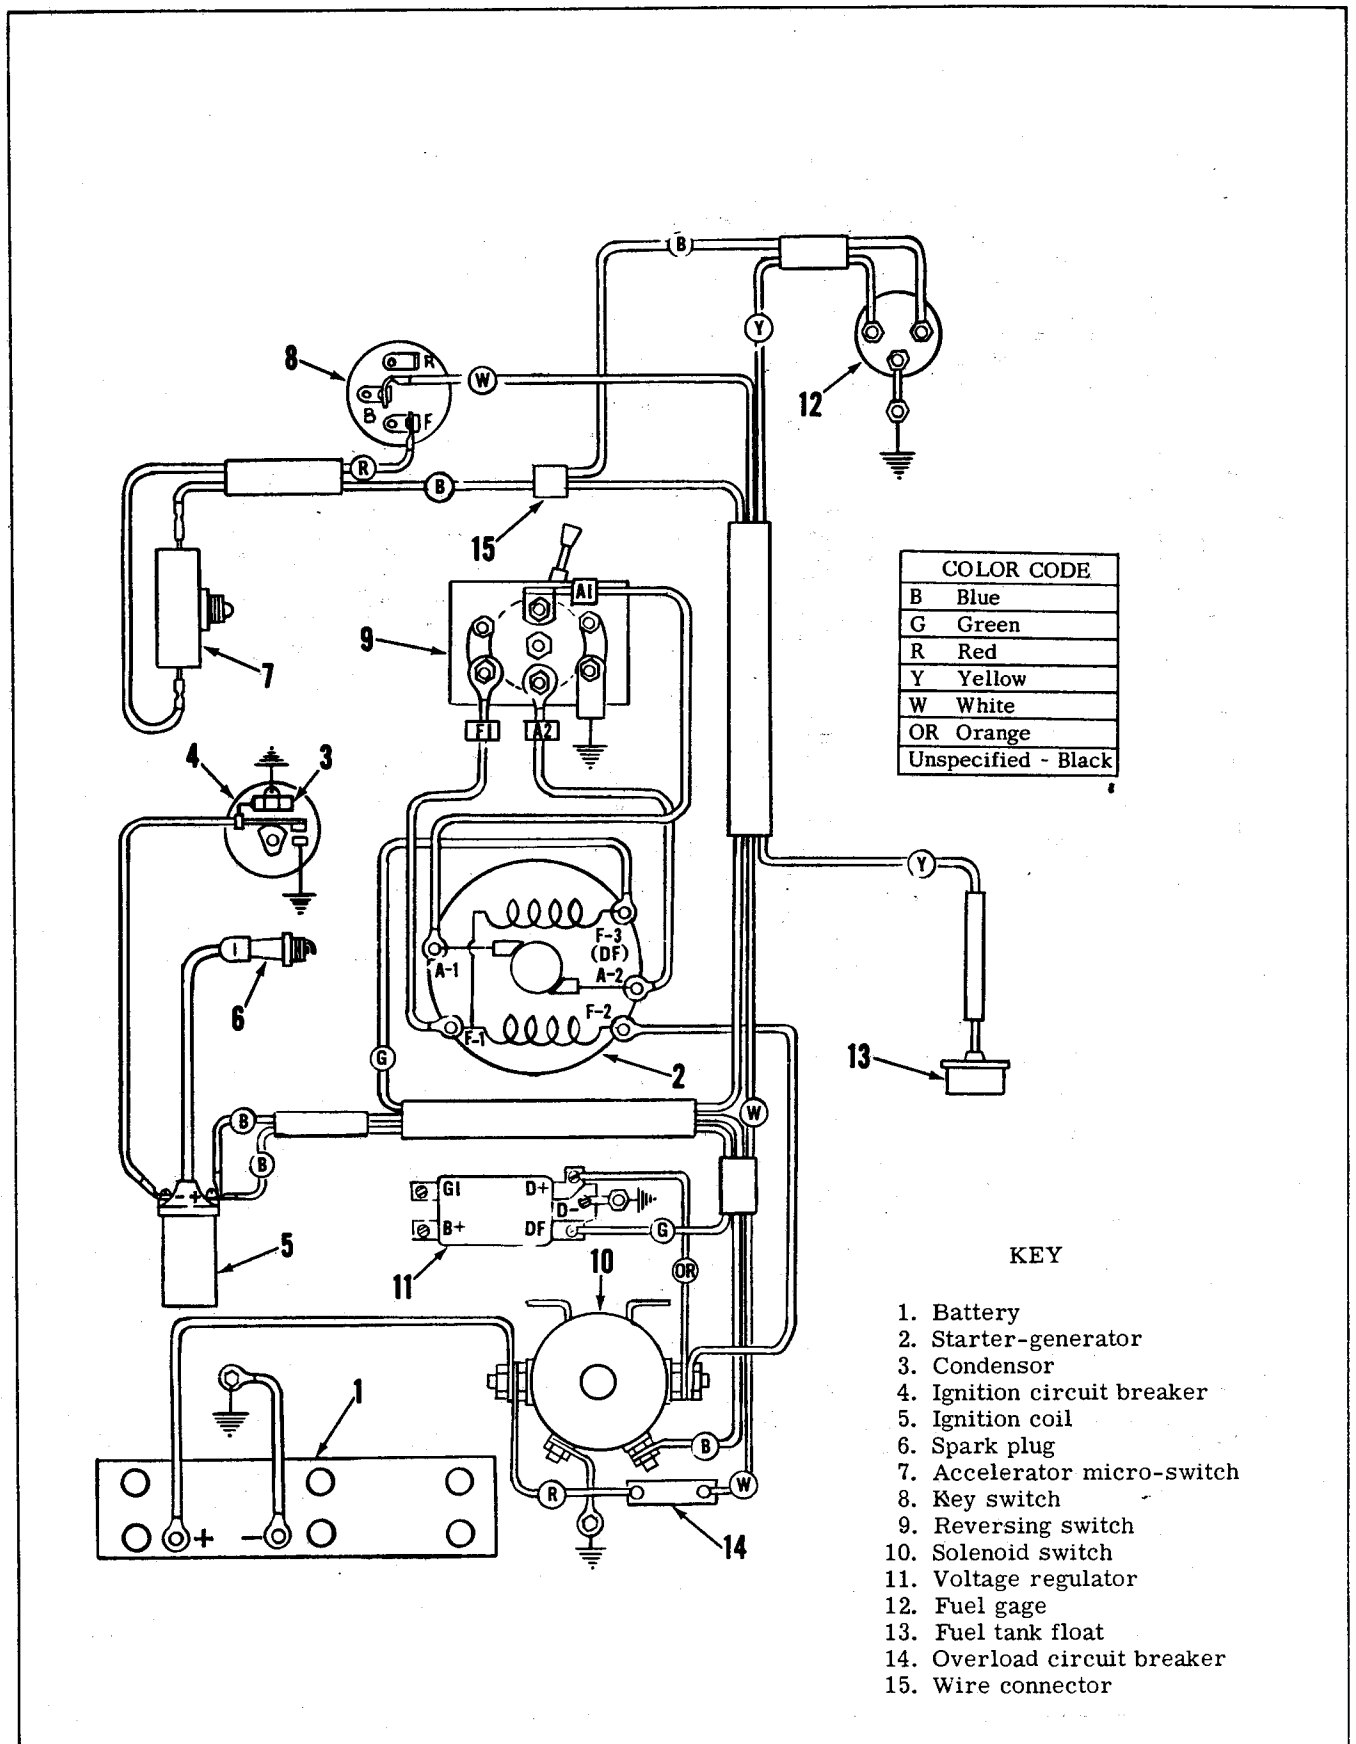 B
Y
8
R
W
B
F
12
R
B
15
A1
9
7
F1
A2
4
3
COLOR CODE
B Blue
G Green
R Red
Y Yellow
W White
OR Orange
Unspecified - Black
Y
6
F-3
(DF)
A-1
A-2
F-2
F-1
G
2
13
B
W
B
- +
G1
D+
D-
B+
DF
G
5
11
10
OR
1
B
R
W
+ -
14
KEY
1. Battery
2. Starter-generator
3. Condensor
4. Ignition circuit breaker
5. Ignition coil
6. Spark plug
7. Accelerator micro-switch
8. Key switch
9. Reversing switch
10. Solenoid switch
11. Voltage regulator
12. Fuel gage
13. Fuel tank float
14. Overload circuit breaker
15. Wire connector